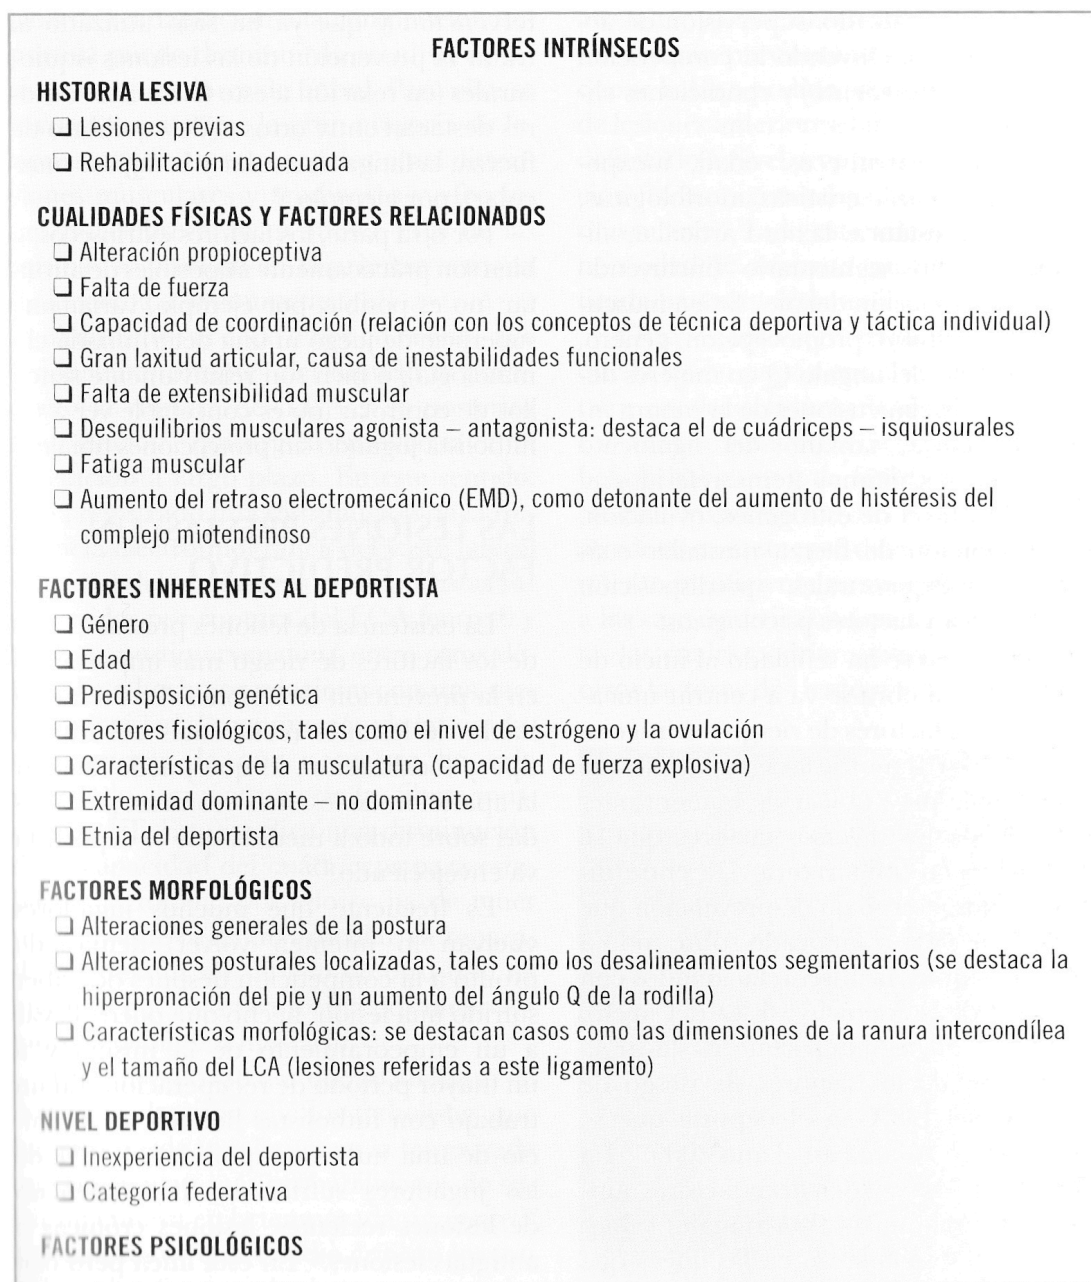 FACTORES INTRÍNSECOS
HISTORIA LESIVA
❏ Lesiones previas
❏ Rehabilitación inadecuada
CUALIDADES FÍSICAS Y FACTORES RELACIONADOS
❏ Alteración propioceptiva
❏ Falta de fuerza
❏ Capacidad de coordinación (relación con los conceptos de técnica deportiva y táctica individual)
❏ Gran laxitud articular, causa de inestabilidades funcionales
❏ Falta de extensibilidad muscular
❏ Desequilibrios musculares agonista – antagonista: destaca el de cuádriceps – isquiosurales
❏ Fatiga muscular
❏ Aumento del retraso electromecánico (EMD), como detonante del aumento de histéresis del
complejo miotendinoso
FACTORES INHERENTES AL DEPORTISTA
❏ Género
❏ Edad
❏ Predisposición genética
❏ Factores fisiológicos, tales como el nivel de estrógeno y la ovulación
❏ Características de la musculatura (capacidad de fuerza explosiva)
❏ Extremidad dominante – no dominante
❏ Etnia del deportista
FACTORES MORFOLÓGICOS
❏ Alteraciones generales de la postura
❏ Alteraciones posturales localizadas, tales como los desalineamientos segmentarios (se destaca la
hiperpronación del pie y un aumento del ángulo Q de la rodilla)
❏ Características morfológicas: se destacan casos como las dimensiones de la ranura intercondílea
y el tamaño del LCA (lesiones referidas a este ligamento)
NIVEL DEPORTIVO
❏ Inexperiencia del deportista
❏ Categoría federativa
FACTORES PSICOLÓGICOS